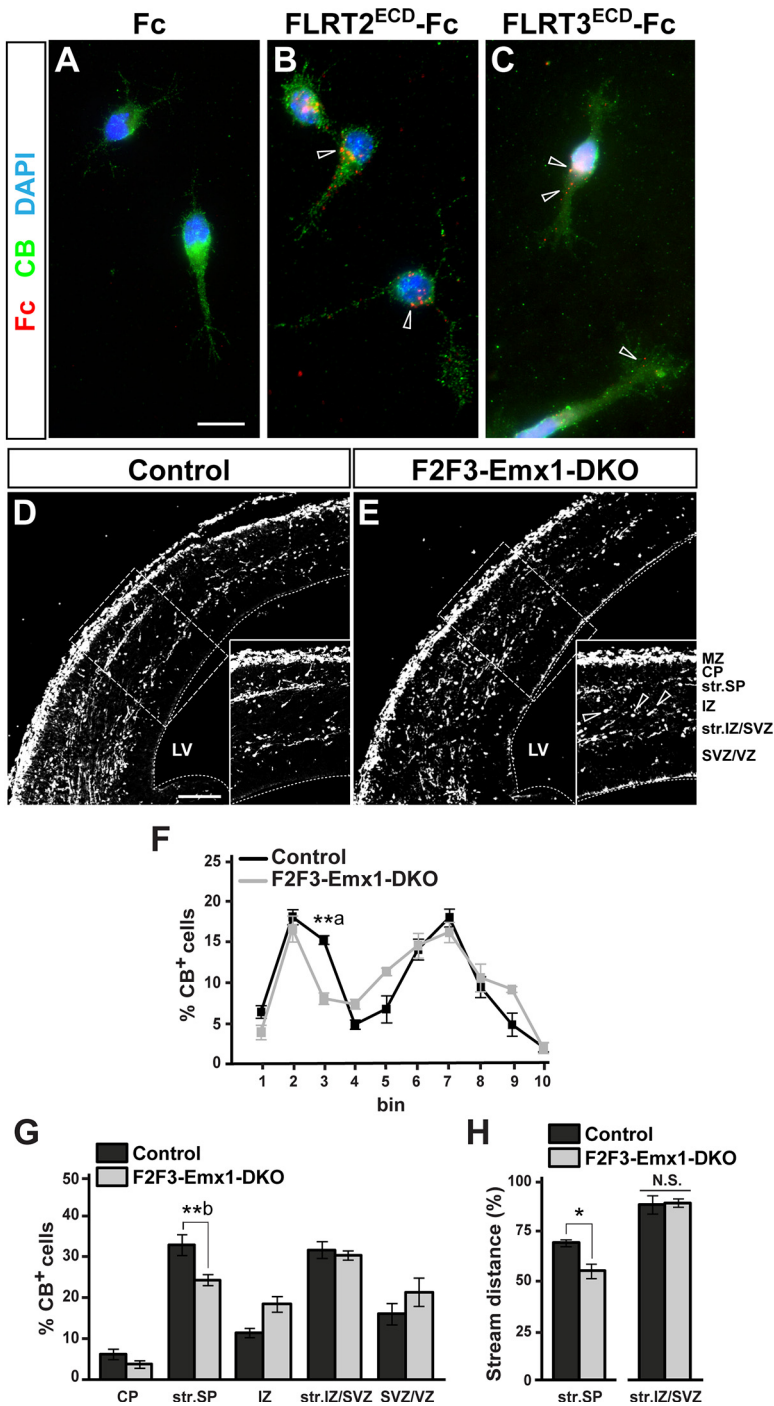 Fc
FLRT2ECD-Fc
FLRT3ECD-Fc
Fc CB DAPI
A
B
C
Control
F2F3-Emx1-DKO
D
E
LV
LV
MZ
CP
str.SP
IZ
str.IZ/SVZ
SVZ/VZ
F
Control
F2F3-Emx1-DKO
% CB+ cells
25
20
15
10
5
0
**a
1 2 3 4 5 6 7 8 9 10
bin
G
Control
F2F3-Emx1-DKO
% CB+ cells
50
40
30
20
10
0
**b
CP str.SP IZ str.IZ/SVZ SVZ/VZ
H
Control
F2F3-Emx1-DKO
Stream distance (%)
100
75
50
25
0
*
N.S.
str.SP str.IZ/SVZ